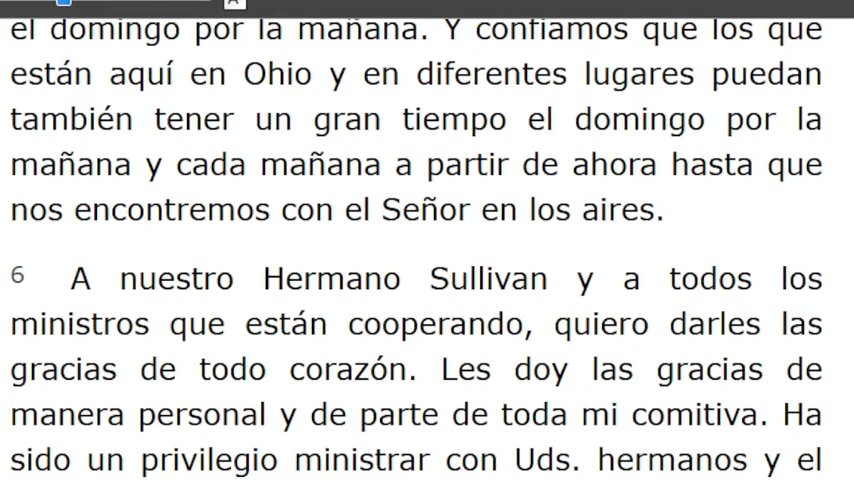 el domingo por la mañana. Y confiamos que los que
están aquí en Ohio y en diferentes lugares puedan
también tener un gran tiempo el domingo por la
mañana y cada mañana a partir de ahora hasta que
nos encontremos con el Señor en los aires.
6 A nuestro Hermano Sullivan y a todos los
ministros que están cooperando, quiero darles las
gracias de todo corazón. Les doy las gracias de
manera personal y de parte de toda mi comitiva. Ha
sido un privilegio ministrar con Uds. hermanos y el